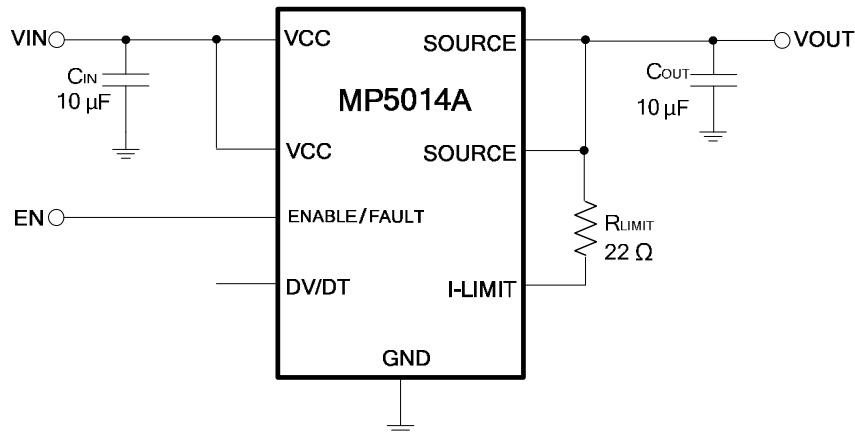 VIN
VCC
SOURCE
VOUT
CIN
10 µF
MP5014A
COUT
10 µF
VCC
SOURCE
EN
ENABLE/FAULT
RLIMIT
22 Ω
DV/DT
I-LIMIT
GND